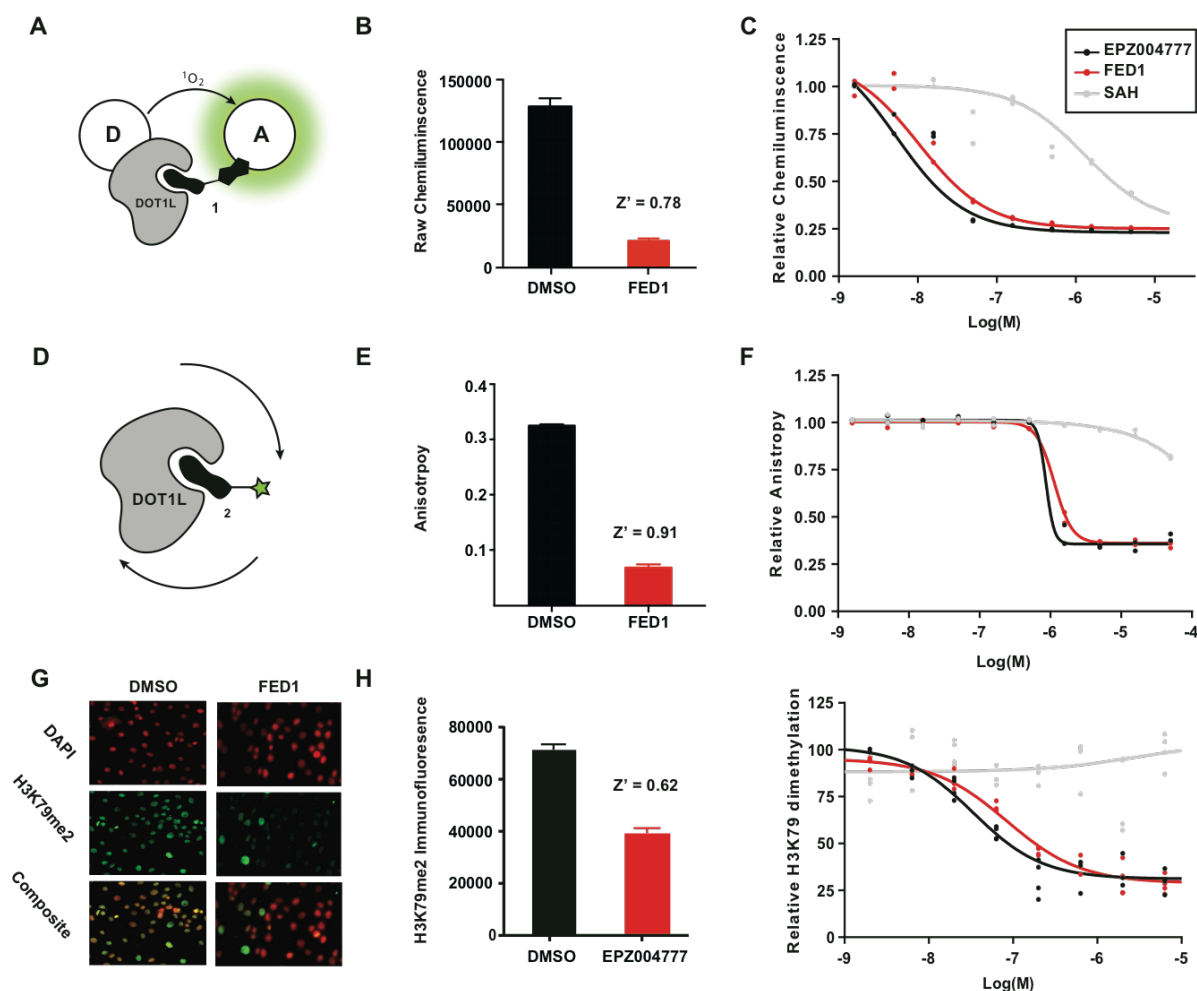 A
¹O₂
D
A
DOT1L
1
B
Raw Chemiluminscence
150000
100000
50000
0
Z' = 0.78
DMSO
FED1
C
Relative Chemiluminscence
1.25
1.00
0.75
0.50
0.25
0.00
-9
-8
-7
-6
-5
Log(M)
EPZ004777
FED1
SAH
D
DOT1L
2
E
Anisotrpoy
0.4
0.3
0.2
0.1
Z' = 0.91
DMSO
FED1
F
Relative Anistropy
1.25
1.00
0.75
0.50
0.25
0.00
-9
-8
-7
-6
-5
-4
Log(M)
G
DMSO
FED1
DAPI
H3K79me2
Composite
H
H3K79me2 Immunofluoresence
80000
60000
40000
20000
0
Z' = 0.62
DMSO
EPZ004777
Relative H3K79 dimethylation
125
100
75
50
25
0
-9
-8
-7
-6
-5
Log(M)